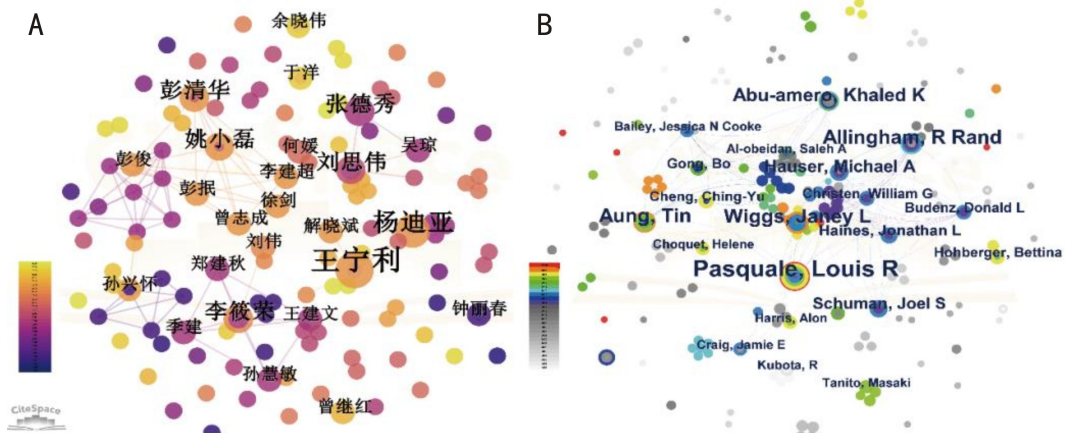 A
余晓伟
于洋
彭清华
张德秀
姚小磊
何媛
吴琼
彭俊
李建超
刘思伟
彭抿
徐剑
曾志成
解晓斌
杨迪亚
刘伟
王宁利
郑建秋
孙兴怀
李筱荣
王建文
钟丽春
季建
孙慧敏
曾继红
CiteSpace
B
Abu-amero, Khaled K
Bailey, Jessica N Cooke
Allingham, R Rand
Al-obeidan, Saleh A
Gong, Bo
Hauser, Michael A
Cheng, Ching-Yu
Christen, William G
Budenz, Donald L
Aung, Tin
Wiggs, Janey L
Haines, Jonathan L
Choquet, Helene
Hohberger, Bettina
Pasquale, Louis R
Schuman, Joel S
Harris, Alon
Craig, Jamie E
Kubota, R
Tanito, Masaki